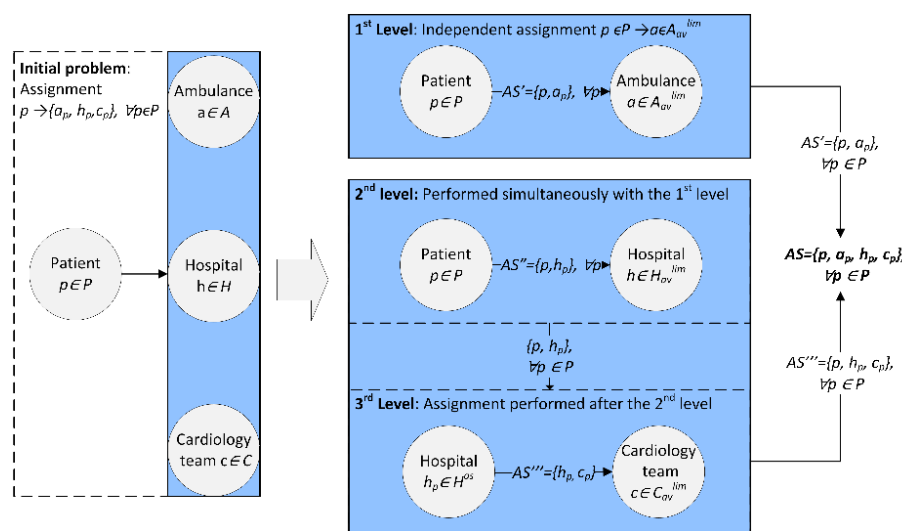 Initial problem:
Assignment
p →{aₚ, hₚ,cₚ}, ∀p∈P
Ambulance
a∈A
Patient
p∈P
Hospital
h∈H
Cardiology
team c∈C
1ˢᵗ Level: Independent assignment p ∈P →a∈Aₐᵥˡⁱᵐ
Patient
p∈P
AS'={p,aₚ}, ∀p
Ambulance
a∈Aₐᵥˡⁱᵐ
2ⁿᵈ level: Performed simultaneously with the 1ˢᵗ level
Patient
p∈P
AS''={p,hₚ}, ∀p
Hospital
h∈Hₐᵥˡⁱᵐ
{p, hₚ},
∀p ∈P
3ʳᵈ Level: Assignment performed after the 2ⁿᵈ level
Hospital
hₚ∈Hᵒˢ
AS'''={hₚ, cₚ}
Cardiology
team
c∈Cₐᵥˡⁱᵐ
AS'={p, aₚ},
∀p ∈P
AS={p, aₚ, hₚ, cₚ},
∀p ∈P
AS'''={p, hₚ, cₚ},
∀p ∈P